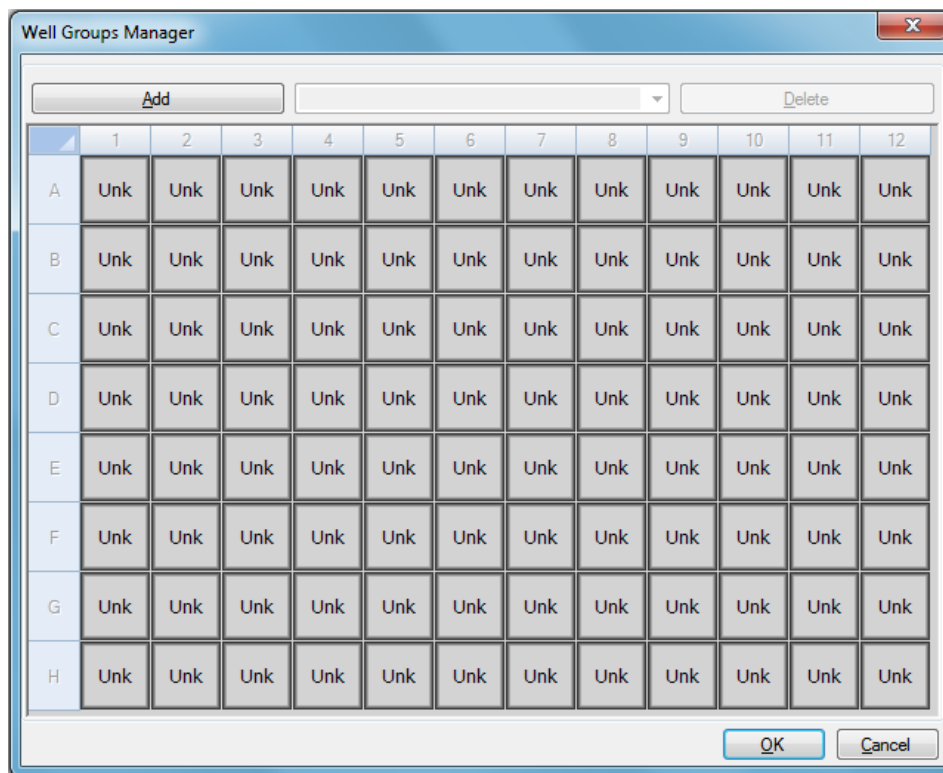 Well Groups Manager
Add Delete
1 2 3 4 5 6 7 8 9 10 11 12
A Unk Unk Unk Unk Unk Unk Unk Unk Unk Unk Unk Unk
B Unk Unk Unk Unk Unk Unk Unk Unk Unk Unk Unk Unk
C Unk Unk Unk Unk Unk Unk Unk Unk Unk Unk Unk Unk
D Unk Unk Unk Unk Unk Unk Unk Unk Unk Unk Unk Unk
E Unk Unk Unk Unk Unk Unk Unk Unk Unk Unk Unk Unk
F Unk Unk Unk Unk Unk Unk Unk Unk Unk Unk Unk Unk
G Unk Unk Unk Unk Unk Unk Unk Unk Unk Unk Unk Unk
H Unk Unk Unk Unk Unk Unk Unk Unk Unk Unk Unk Unk
OK Cancel